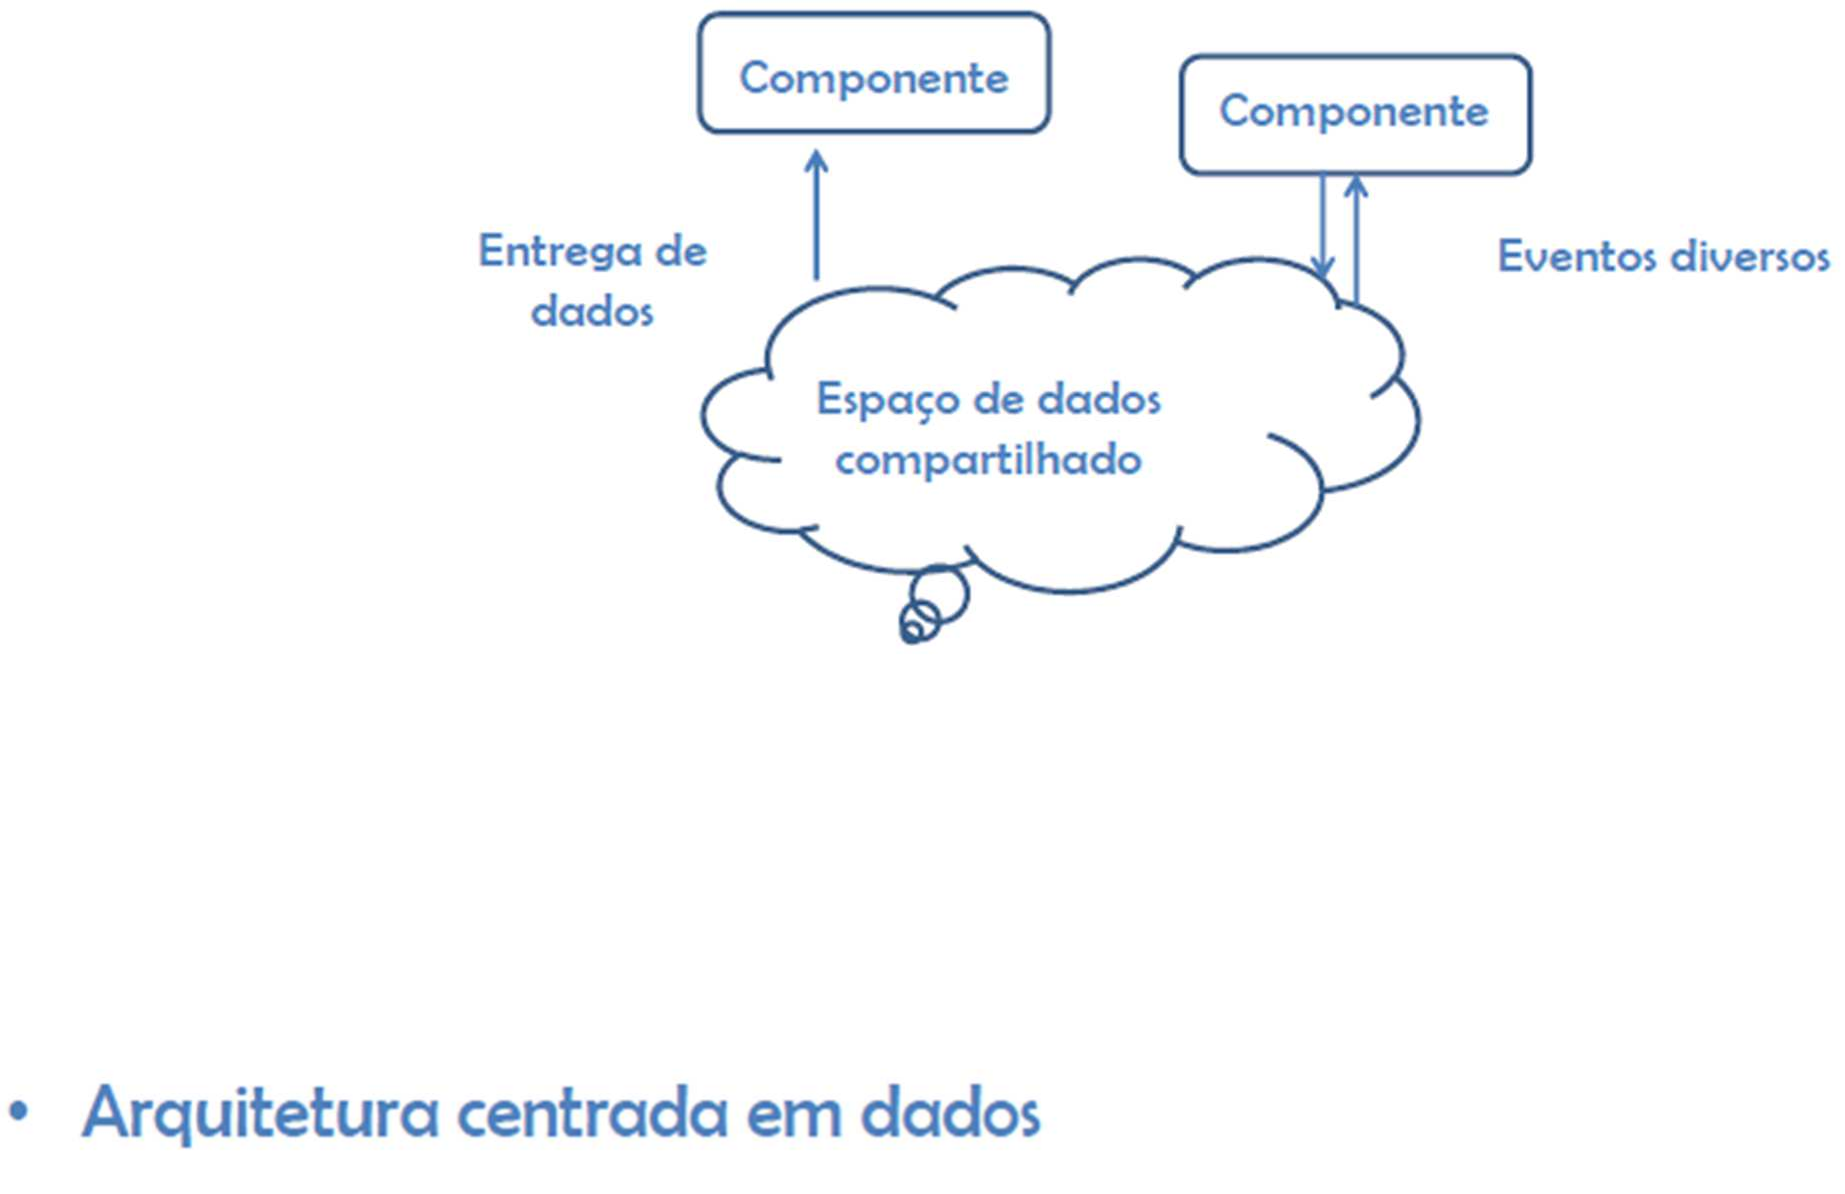 Componente
Componente
Entrega de
dados
Eventos diversos
Espaço de dados
compartilhado
• Arquitetura centrada em dados